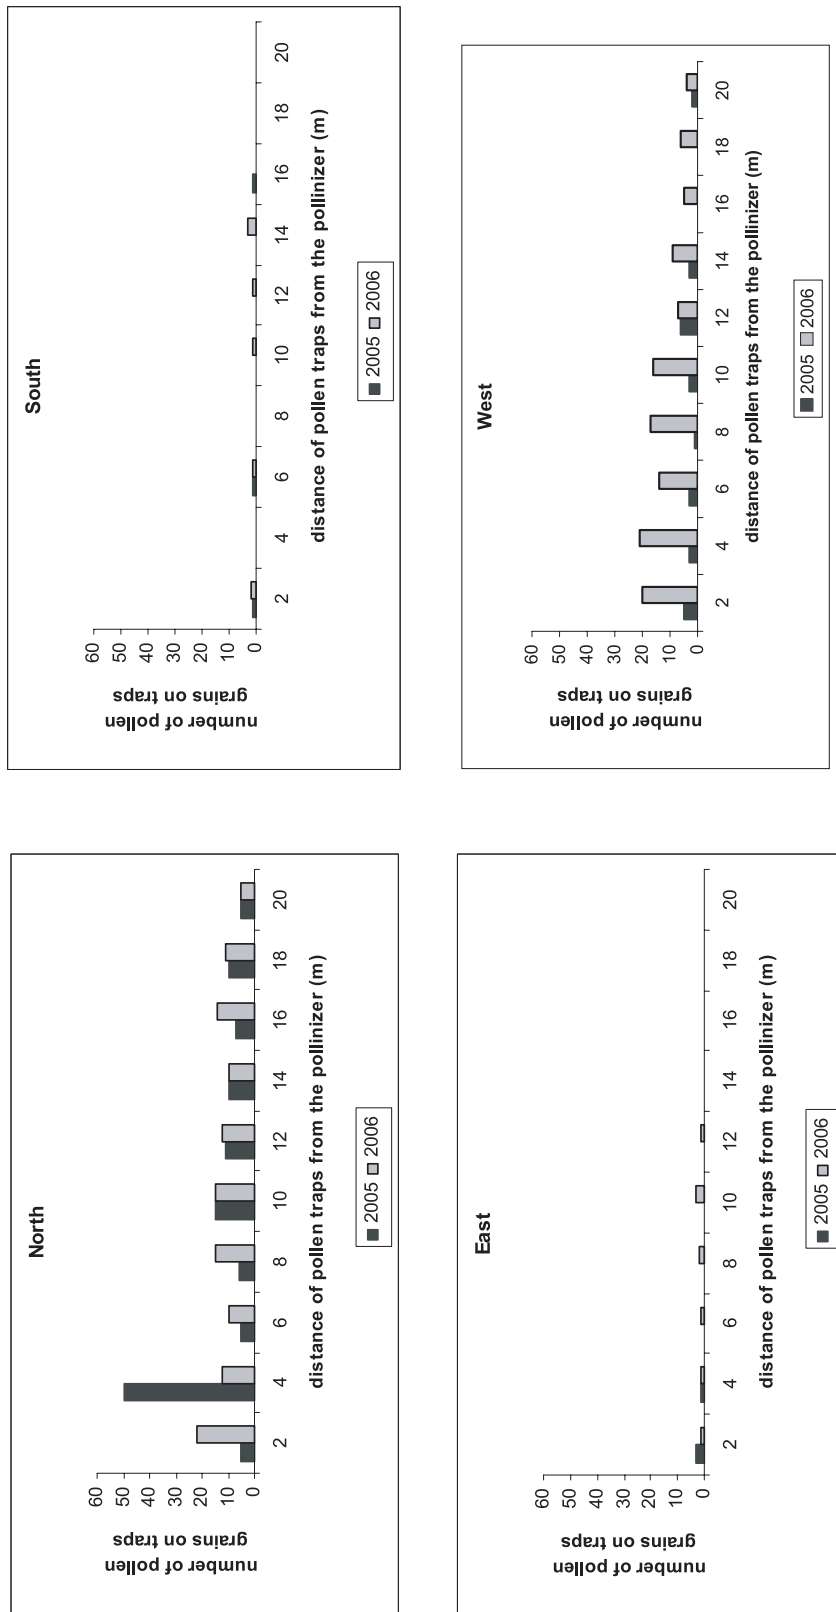 North
number of pollen
grains on traps
60
50
40
30
20
10
0
2 4 6 8 10 12 14 16 18 20
distance of pollen traps from the pollinizer (m)
2005 2006
South
number of pollen
grains on traps
60
50
40
30
20
10
0
2 4 6 8 10 12 14 16 18 20
distance of pollen traps from the pollinizer (m)
2005 2006
East
number of pollen
grains on traps
60
50
40
30
20
10
0
2 4 6 8 10 12 14 16 18 20
distance of pollen traps from the pollinizer (m)
2005 2006
West
number of pollen
grains on traps
60
50
40
30
20
10
0
2 4 6 8 10 12 14 16 18 20
distance of pollen traps from the pollinizer (m)
2005 2006